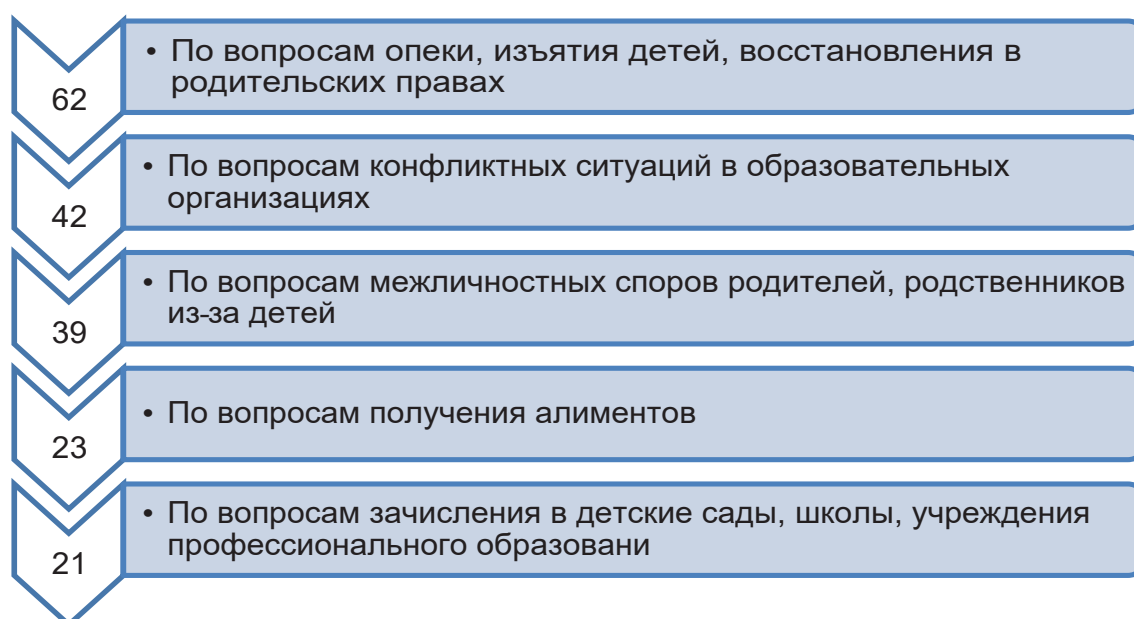 62
• По вопросам опеки, изъятия детей, восстановления в
родительских правах
42
• По вопросам конфликтных ситуаций в образовательных
организациях
39
• По вопросам межличностных споров родителей, родственников
из-за детей
23
• По вопросам получения алиментов
21
• По вопросам зачисления в детские сады, школы, учреждения
профессионального образовани